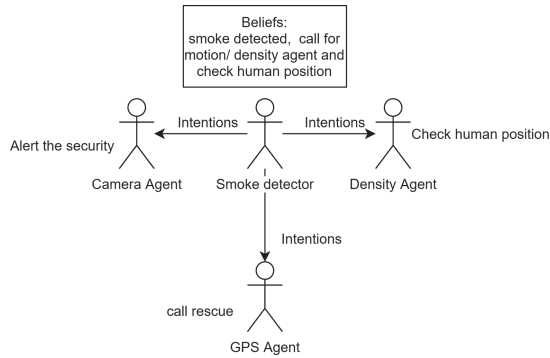 Beliefs:
smoke detected, call for
motion/ density agent and
check human position
Intentions
Intentions
Alert the security
Check human position
Camera Agent
Smoke detector
Density Agent
Intentions
call rescue
GPS Agent